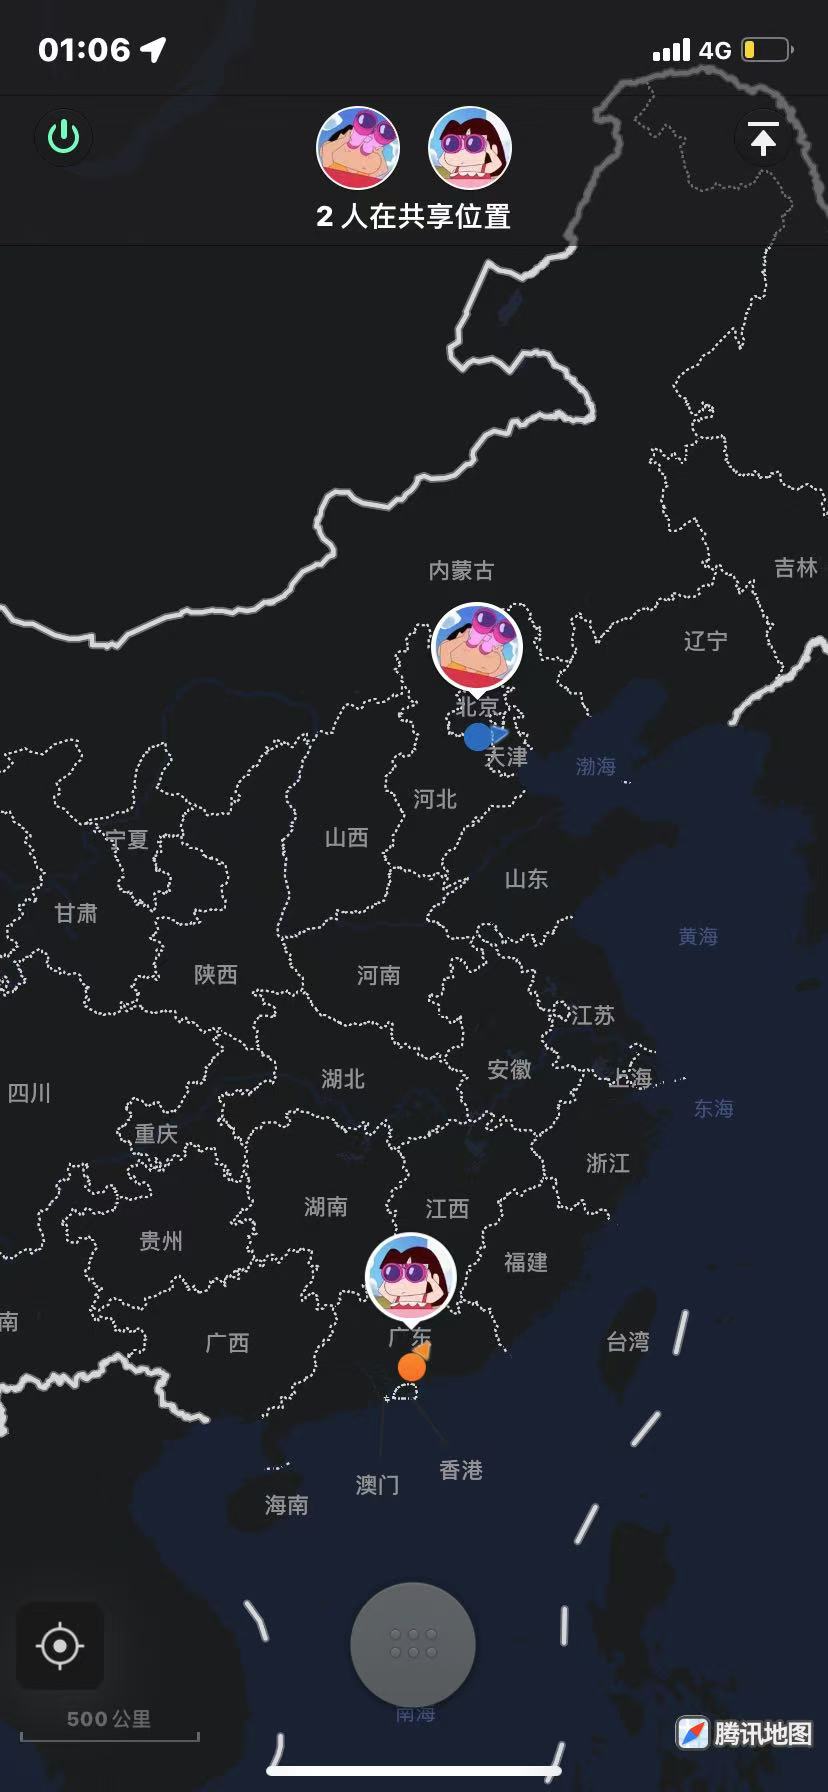 01:06
4G
2 人在共享位置
内蒙古
吉林
辽宁
北京
天津
渤海
河北
宁夏
山西
山东
甘肃
黄海
陕西
河南
江苏
安徽
上海
湖北
四川
东海
重庆
浙江
湖南
江西
贵州
福建
南
广东
广西
台湾
香港
澳门
海南
南海
500公里
腾讯地图